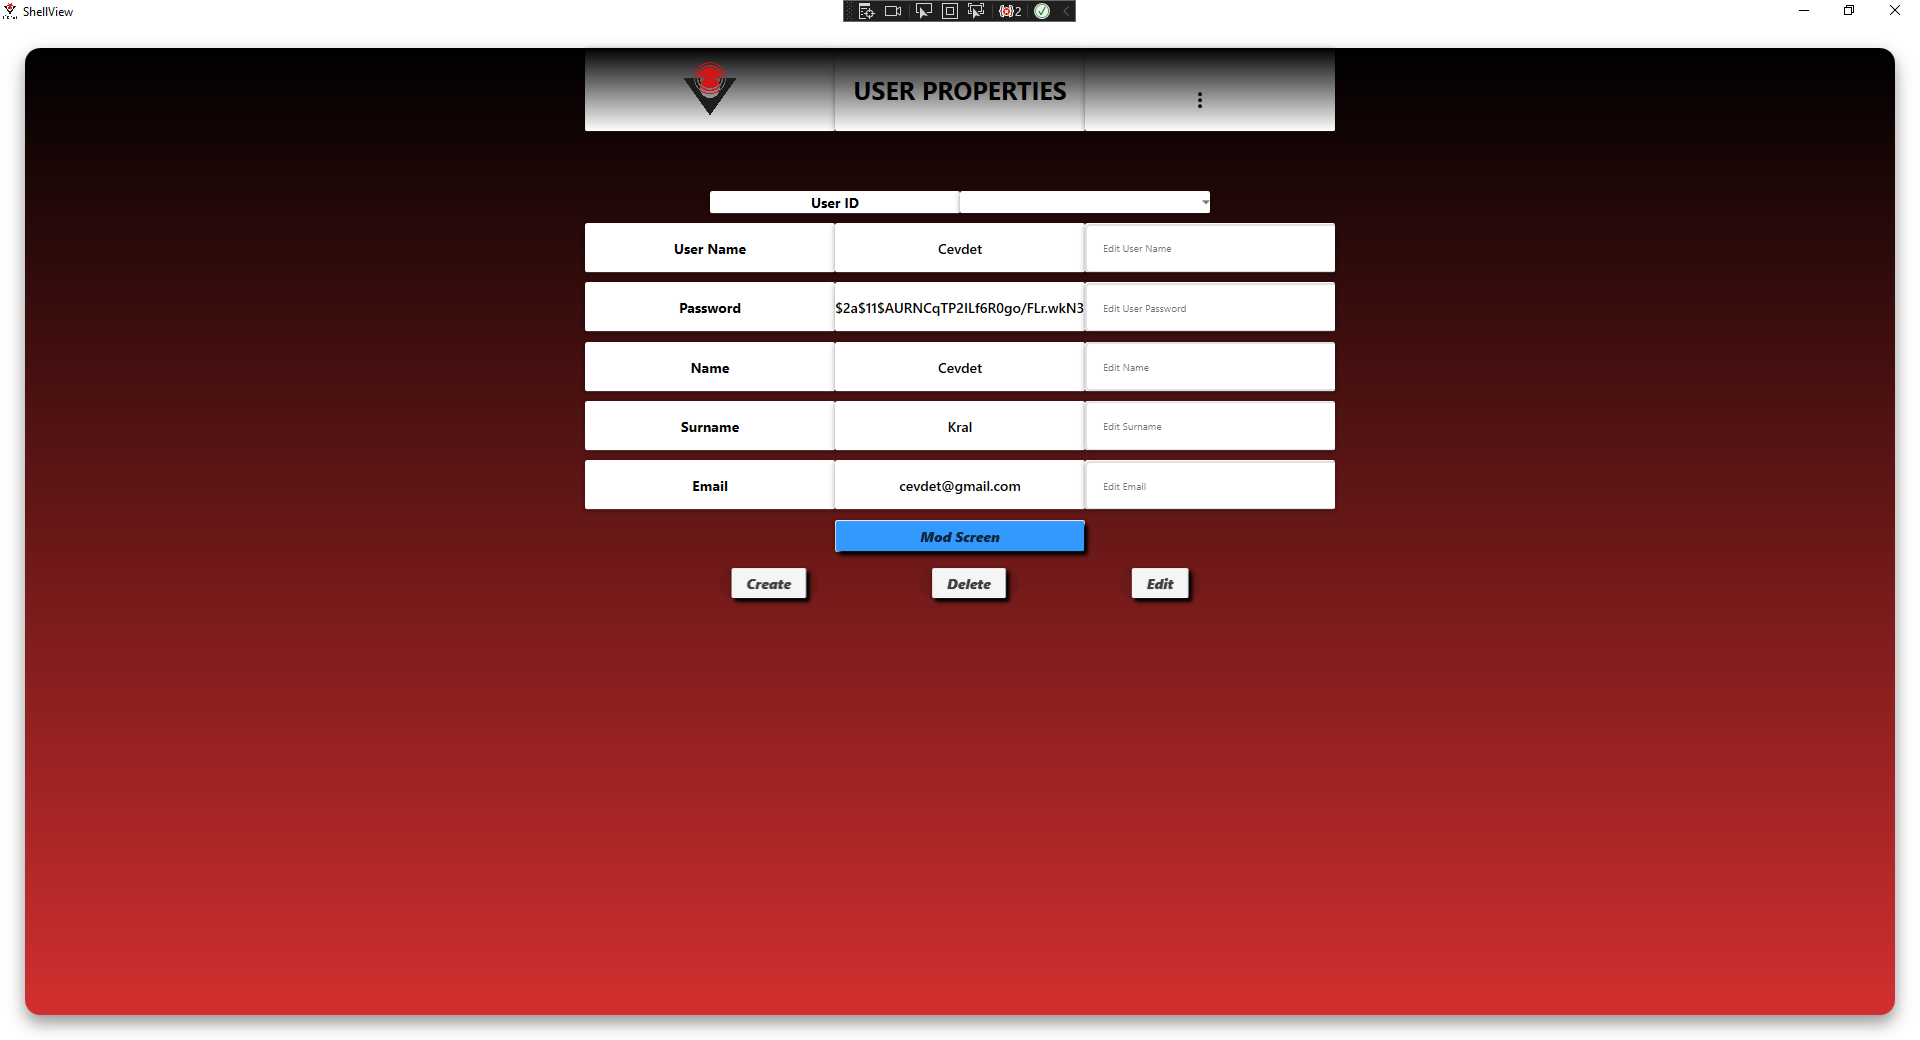 ShellView
2
USER PROPERTIES
User ID
User Name Cevdet Edit User Name
Password $2a$11$AURNCqTP2ILf6R0go/FLr.wkN3 Edit User Password
Name Cevdet Edit Name
Surname Kral Edit Surname
Email cevdet@gmail.com Edit Email
Mod Screen
Create Delete Edit